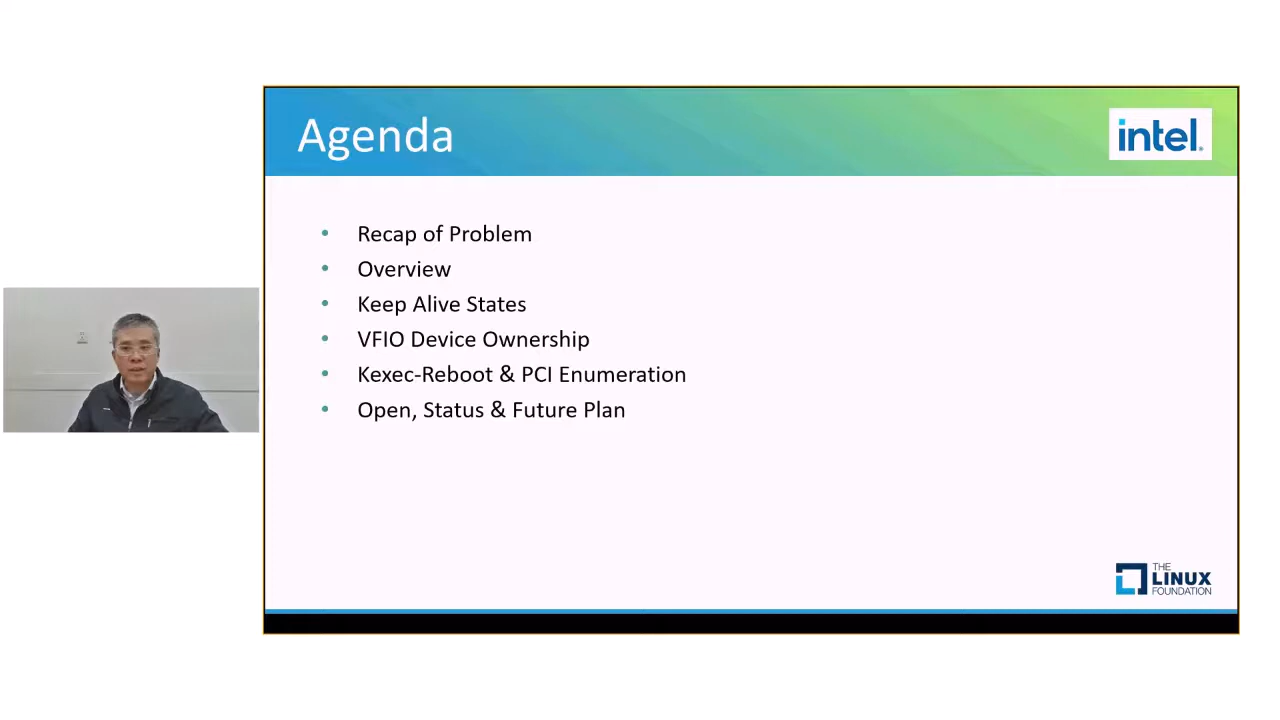 Agenda
intel.
Recap of Problem
Overview
Keep Alive States
VFIO Device Ownership
Kexec-Reboot & PCI Enumeration
Open, Status & Future Plan
THE
LINUX
FOUNDATION